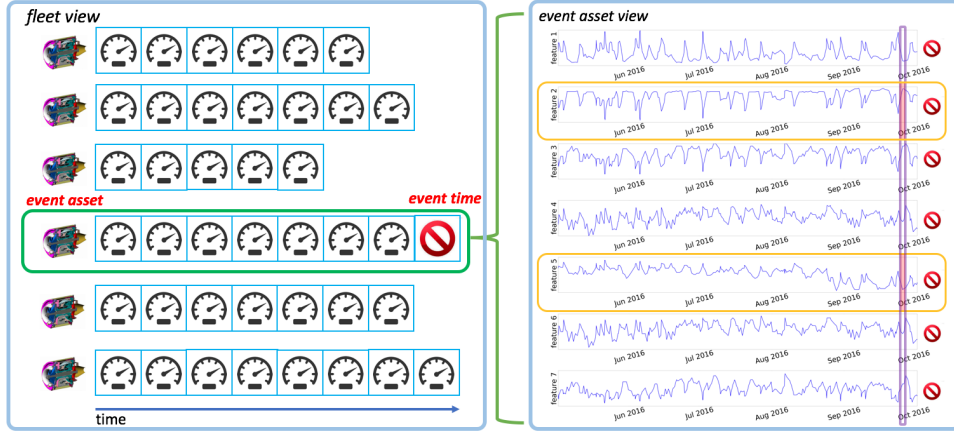 fleet view
event asset
event time
time
event asset view
feature 1
Jun 2016
Jul 2016
Aug 2016
Sep 2016
Oct 2016
feature 2
Jun 2016
Jul 2016
Aug 2016
Sep 2016
Oct 2016
feature 3
Jun 2016
Jul 2016
Aug 2016
Sep 2016
Oct 2016
feature 4
Jun 2016
Jul 2016
Aug 2016
Sep 2016
Oct 2016
feature 5
Jun 2016
Jul 2016
Aug 2016
Sep 2016
Oct 2016
feature 6
Jun 2016
Jul 2016
Aug 2016
Sep 2016
Oct 2016
feature 7
Jun 2016
Jul 2016
Aug 2016
Sep 2016
Oct 2016